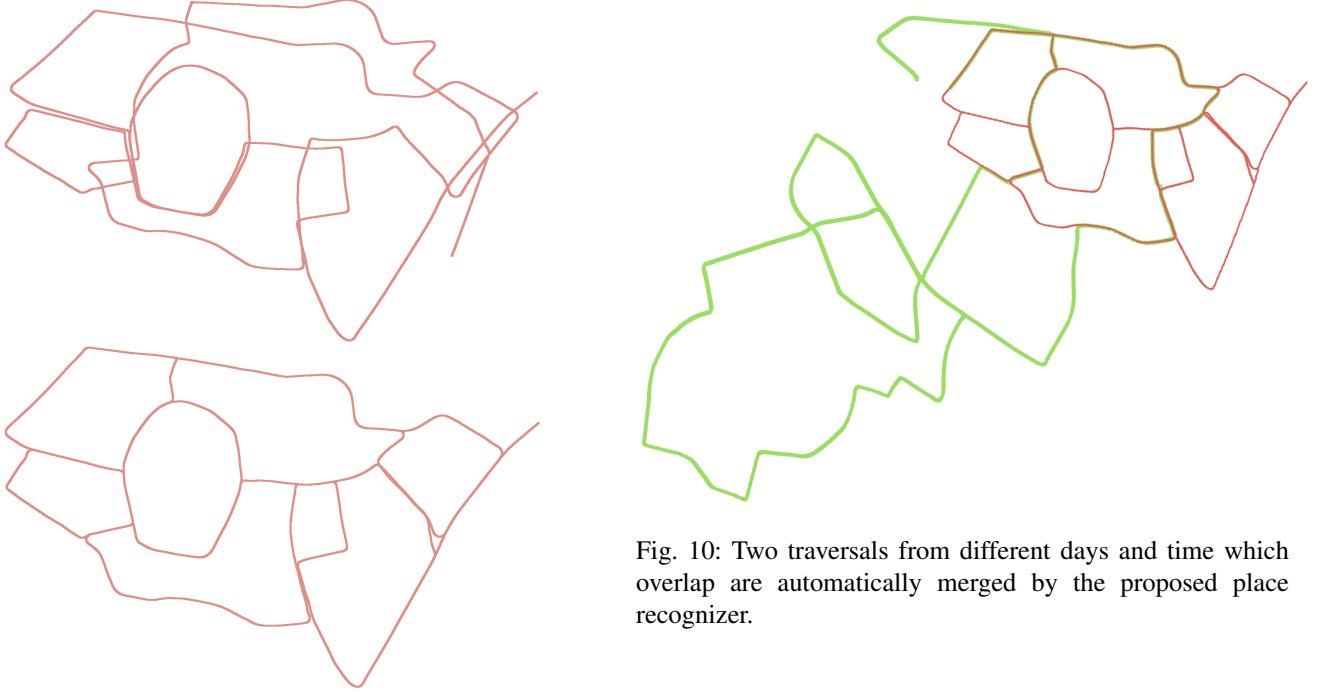 Fig. 10: Two traversals from different days and time which
overlap are automatically merged by the proposed place
recognizer.